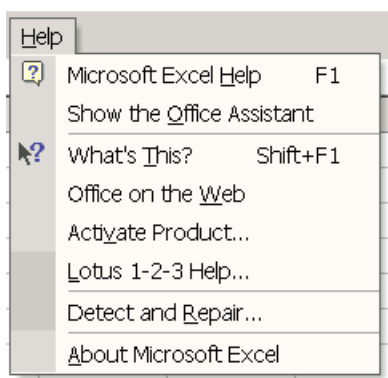 Help
Microsoft Excel Help F1
Show the Office Assistant
What's This? Shift+F1
Office on the Web
Activate Product...
Lotus 1-2-3 Help...
Detect and Repair...
About Microsoft Excel